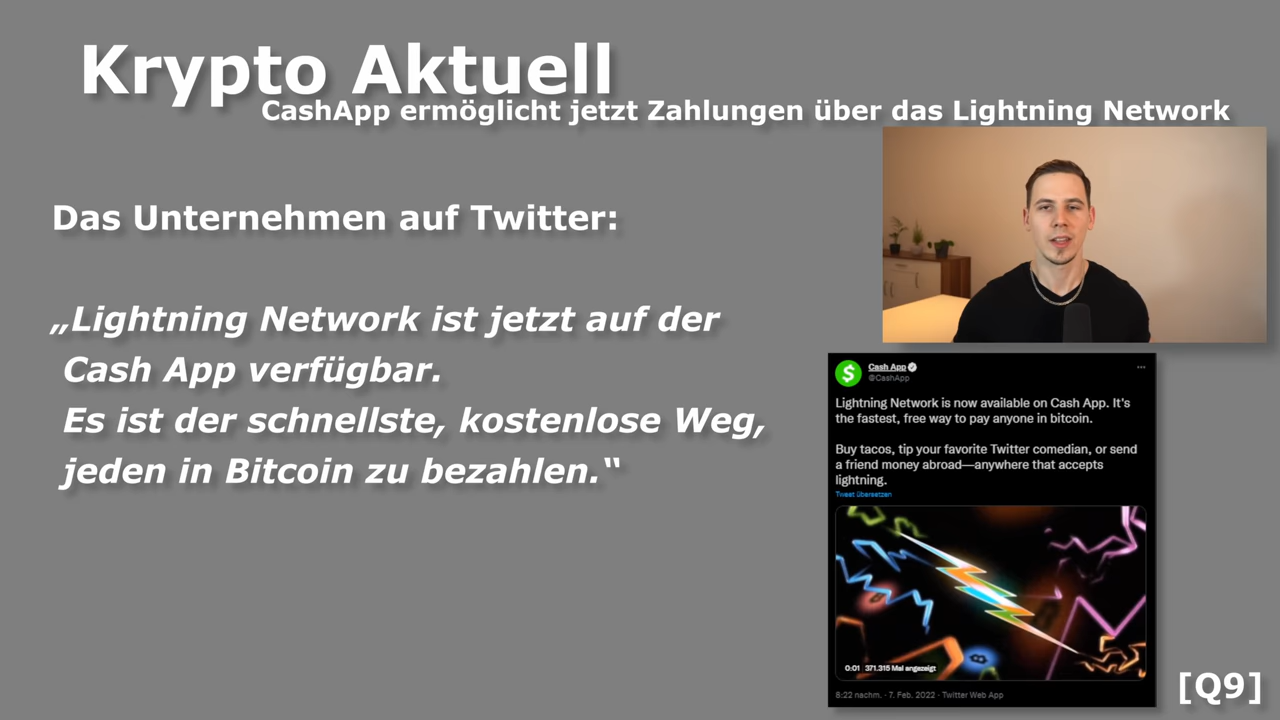 Krypto Aktuell
CashApp ermöglicht jetzt Zahlungen über das Lightning Network
Das Unternehmen auf Twitter:
„Lightning Network ist jetzt auf der
Cash App verfügbar.
Es ist der schnellste, kostenlose Weg,
jeden in Bitcoin zu bezahlen.“
Cash App
@CashApp
Lightning Network is now available on Cash App. It's
the fastest, free way to pay anyone in bitcoin.
Buy tacos, tip your favorite Twitter comedian, or send
a friend money abroad—anywhere that accepts
lightning.
Tweet übersetzen
0:01 371.315 Mal angezeigt
8:22 nachm. · 7. Feb. 2022 · Twitter Web App
[Q9]